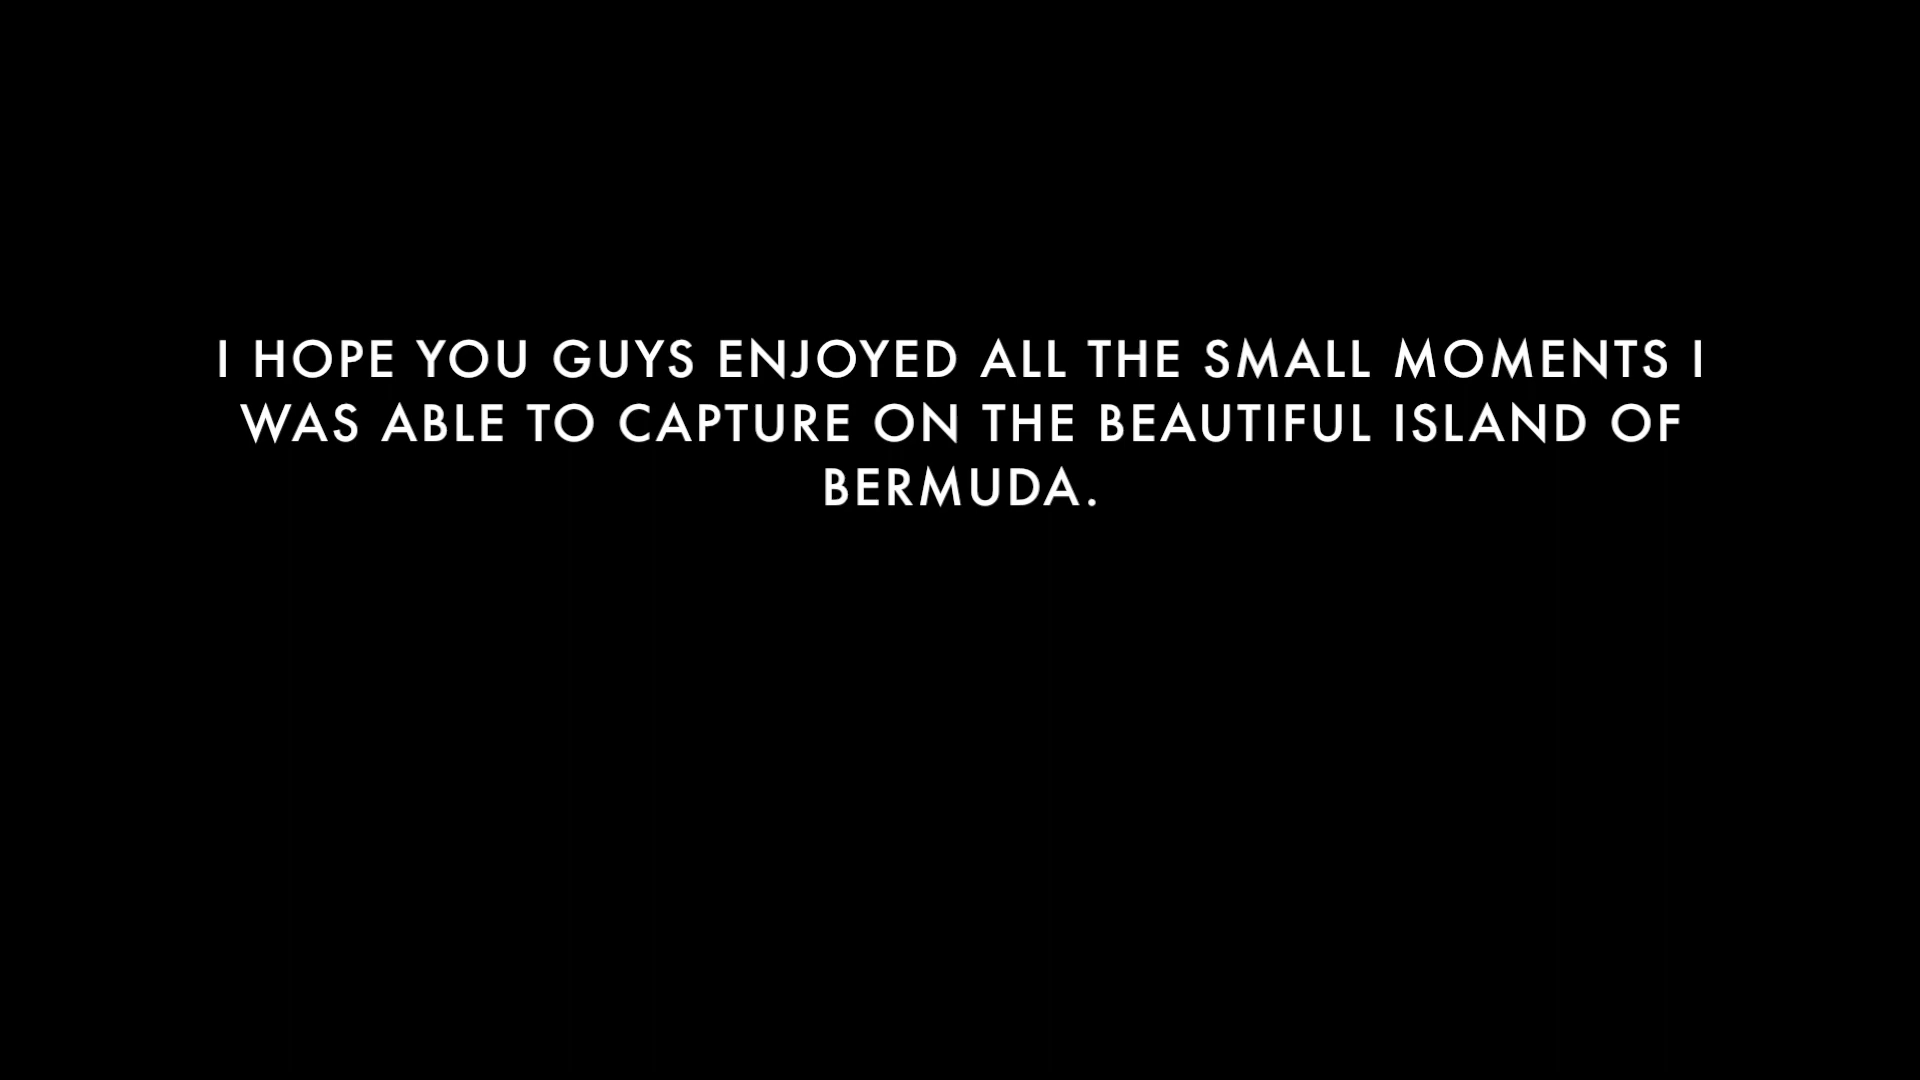 I HOPE YOU GUYS ENJOYED ALL THE SMALL MOMENTS I
WAS ABLE TO CAPTURE ON THE BEAUTIFUL ISLAND OF
BERMUDA.